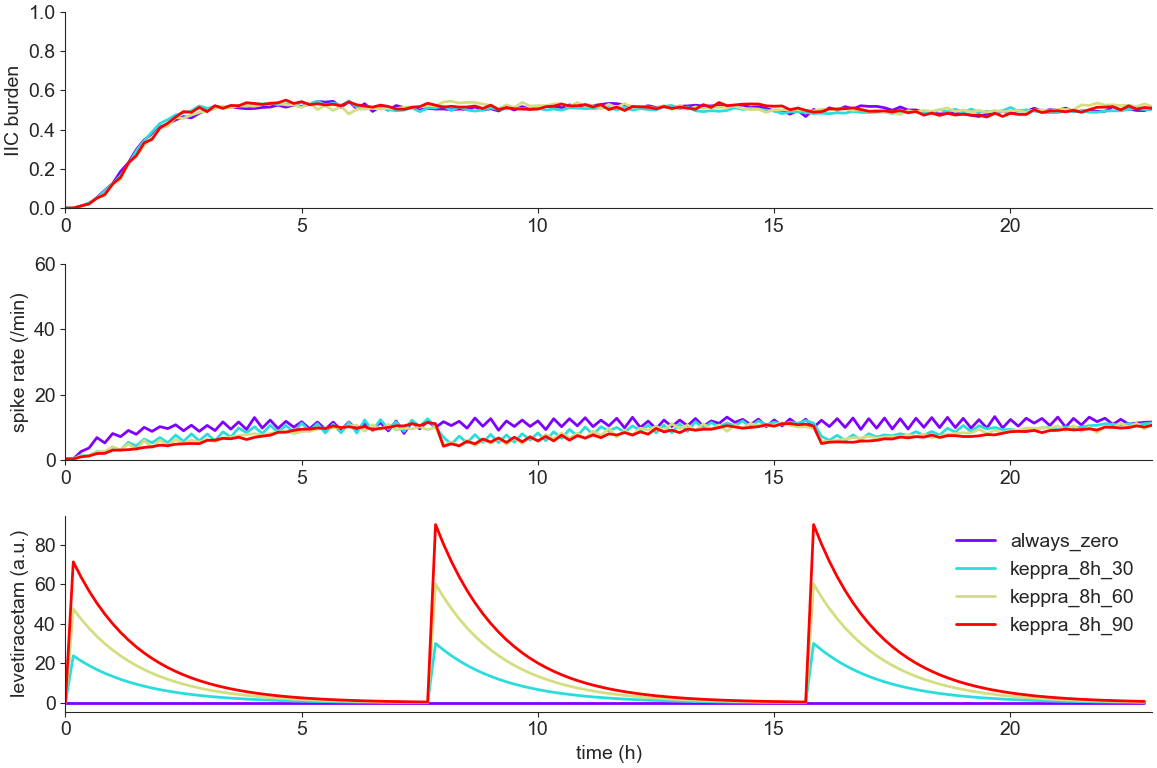 IIC burden
1.0
0.8
0.6
0.4
0.2
0.0
0 5 10 15 20
spike rate (/min)
60
40
20
0
0 5 10 15 20
levetiracetam (a.u.)
80
60
40
20
0
always_zero
keppra_8h_30
keppra_8h_60
keppra_8h_90
0 5 10 15 20
time (h)